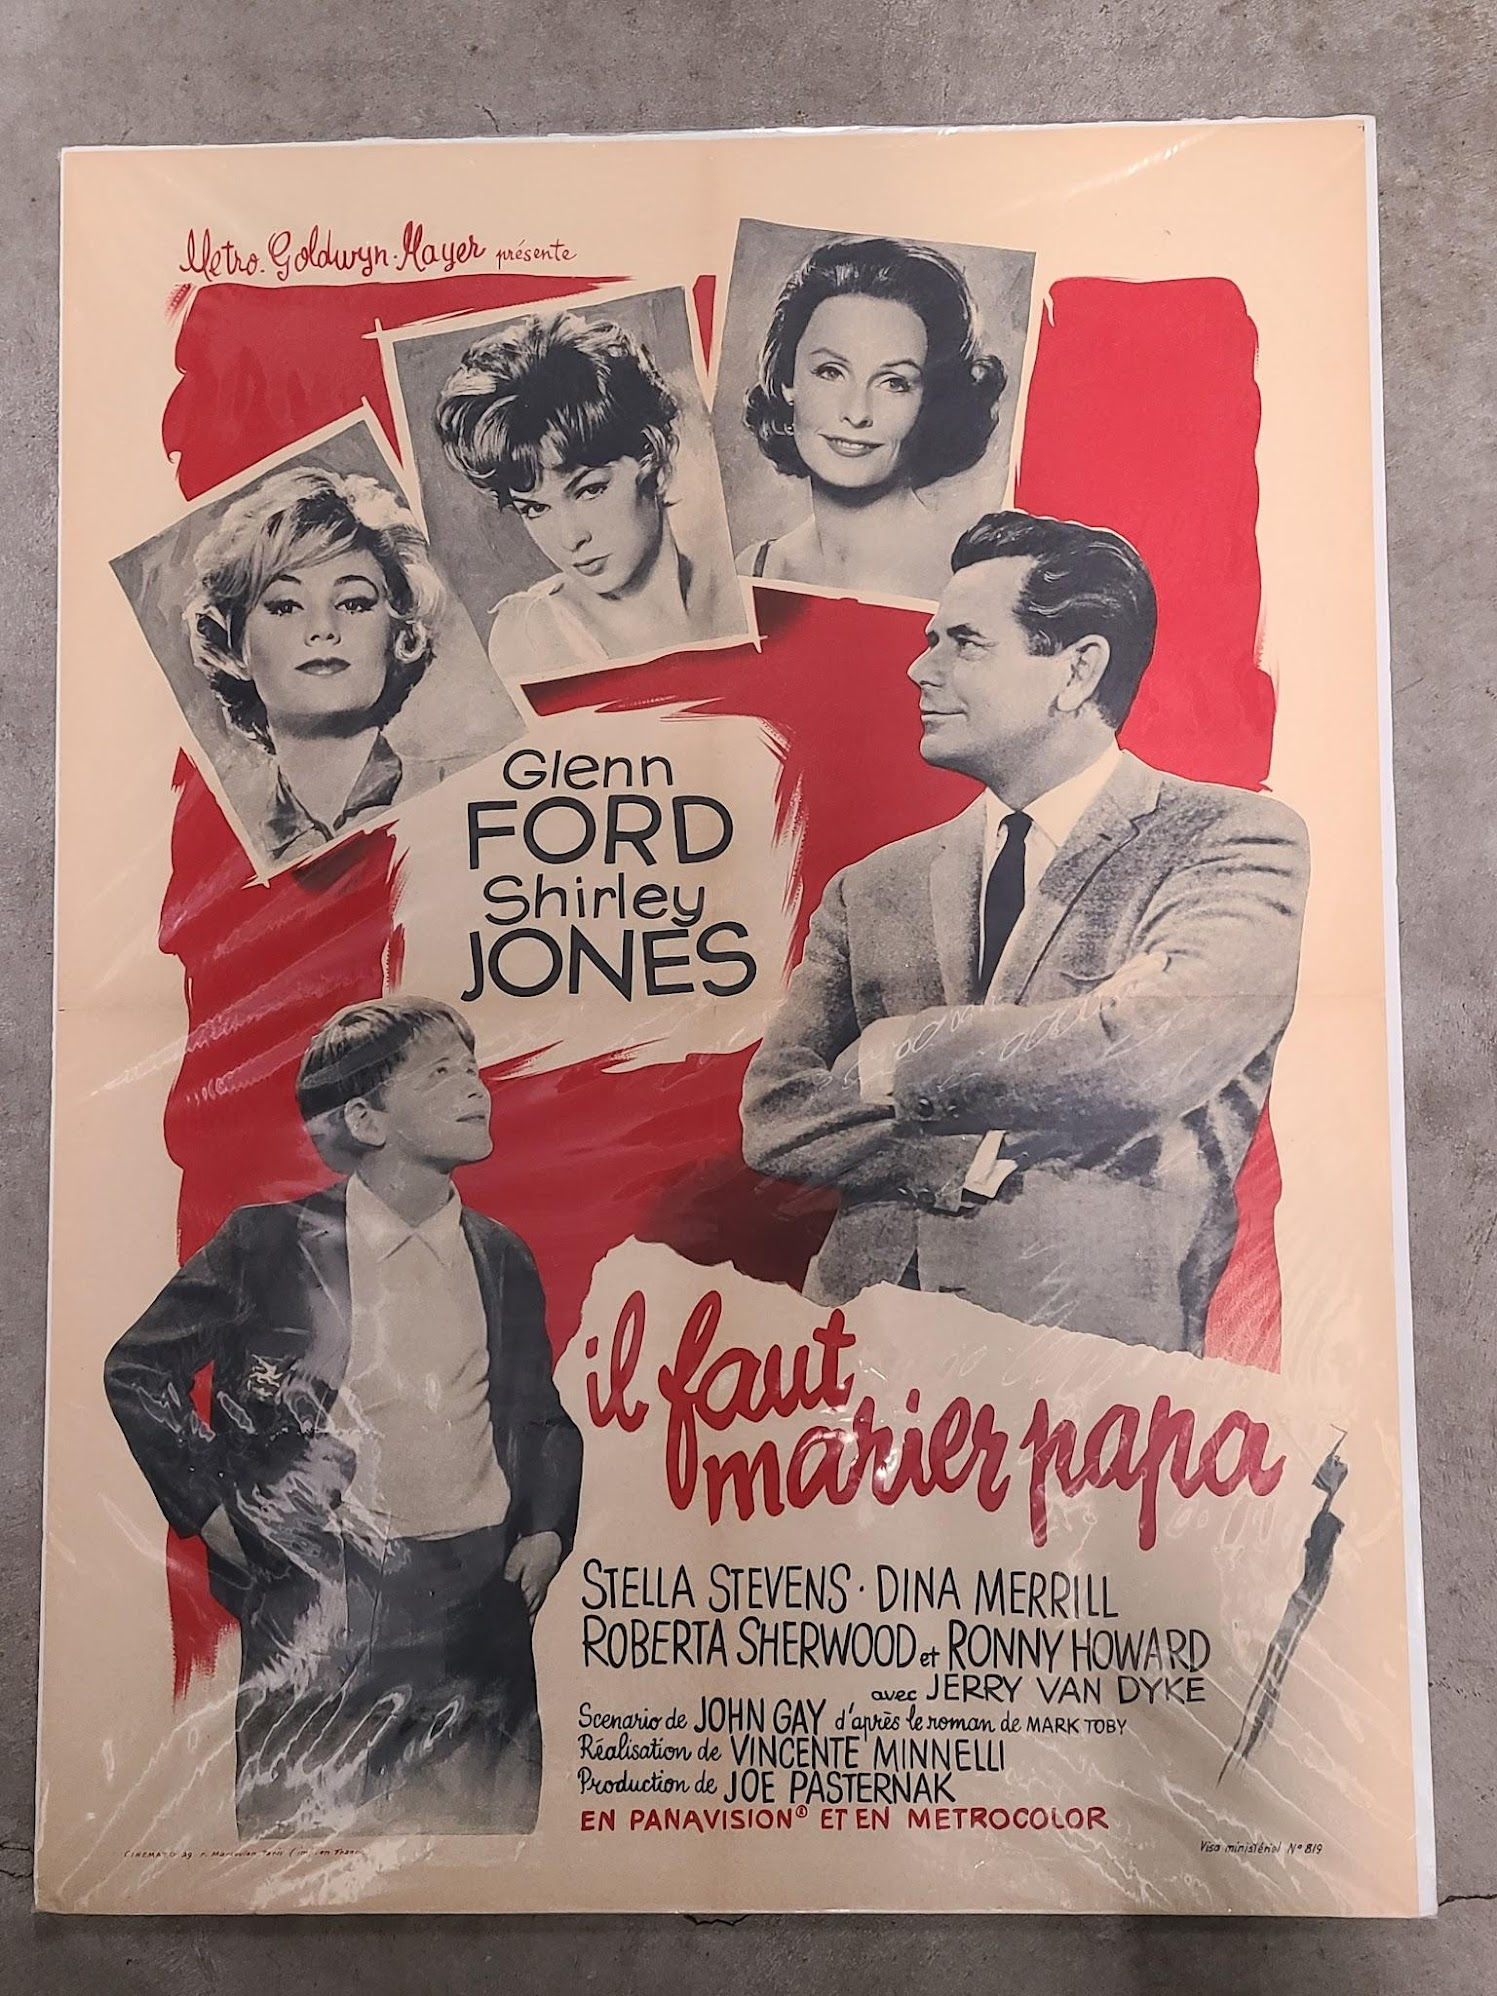 Metro-Goldwyn-Mayer présente
Glenn
FORD
Shirley
JONES
il faut
marier papa
STELLA STEVENS · DINA MERRILL
ROBERTA SHERWOOD et RONNY HOWARD
avec JERRY VAN DYKE
Scenario de JOHN GAY d'après le roman de MARK TOBY
Réalisation de VINCENTE MINNELLI
Production de JOE PASTERNAK
EN PANAVISION® ET EN METROCOLOR
Visa ministériel N° 819